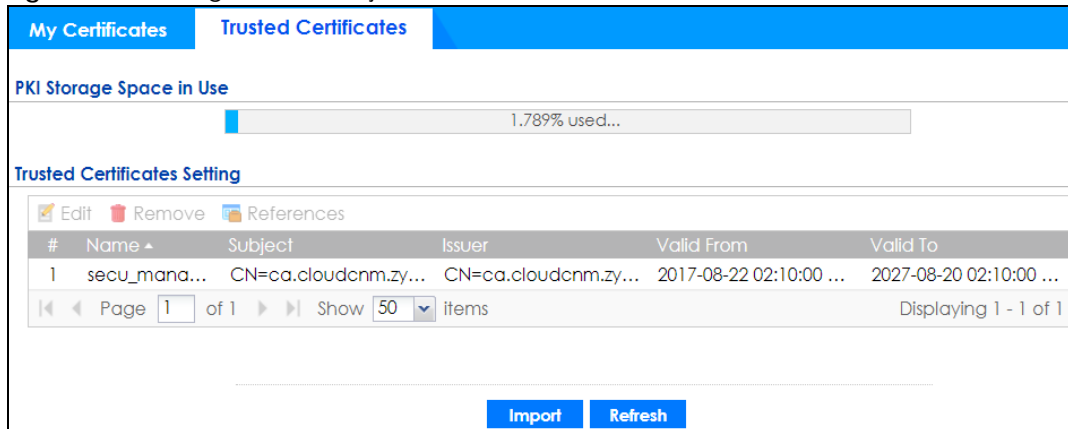 My Certificates Trusted Certificates
PKI Storage Space in Use
1.789% used...
Trusted Certificates Setting
Edit Remove References
# Name Subject Issuer Valid From Valid To
1 secu_mana... CN=ca.cloudcnm.zy... CN=ca.cloudcnm.zy... 2017-08-22 02:10:00 ... 2027-08-20 02:10:00 ...
Page 1 of 1 Show 50 items Displaying 1 - 1 of 1
Import Refresh